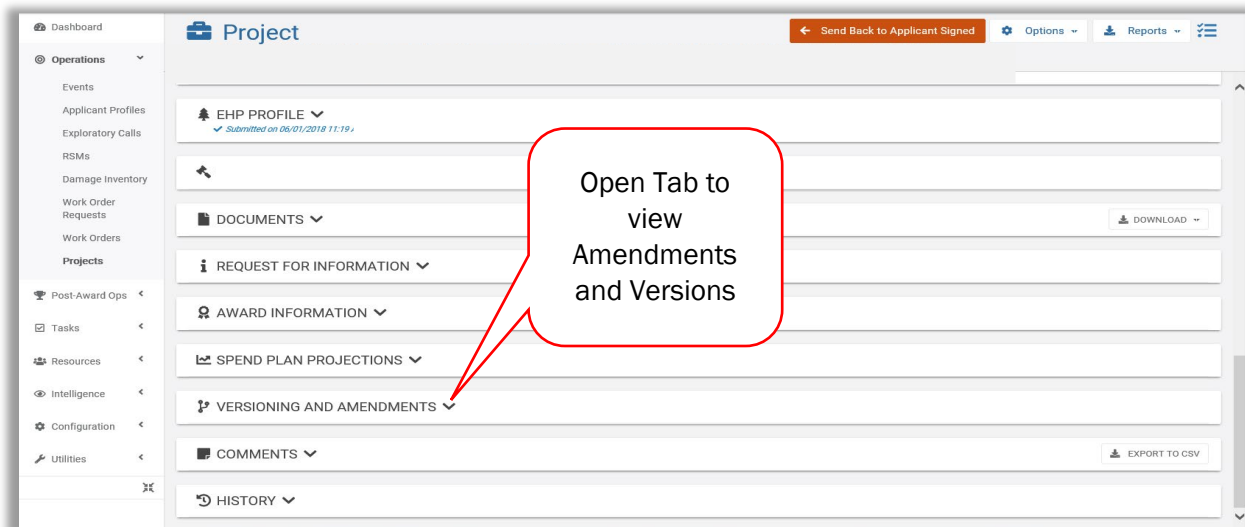 Dashboard
Operations
Events
Applicant Profiles
Exploratory Calls
RSMs
Damage Inventory
Work Order
Requests
Work Orders
Projects
Post-Award Ops
Tasks
Resources
Intelligence
Configuration
Utilities
Project
Send Back to Applicant Signed
Options
Reports
EHP PROFILE
Submitted on 06/01/2018 11:19
DOCUMENTS
DOWNLOAD
REQUEST FOR INFORMATION
AWARD INFORMATION
SPEND PLAN PROJECTIONS
VERSIONING AND AMENDMENTS
COMMENTS
EXPORT TO CSV
HISTORY
Open Tab to
view
Amendments
and Versions